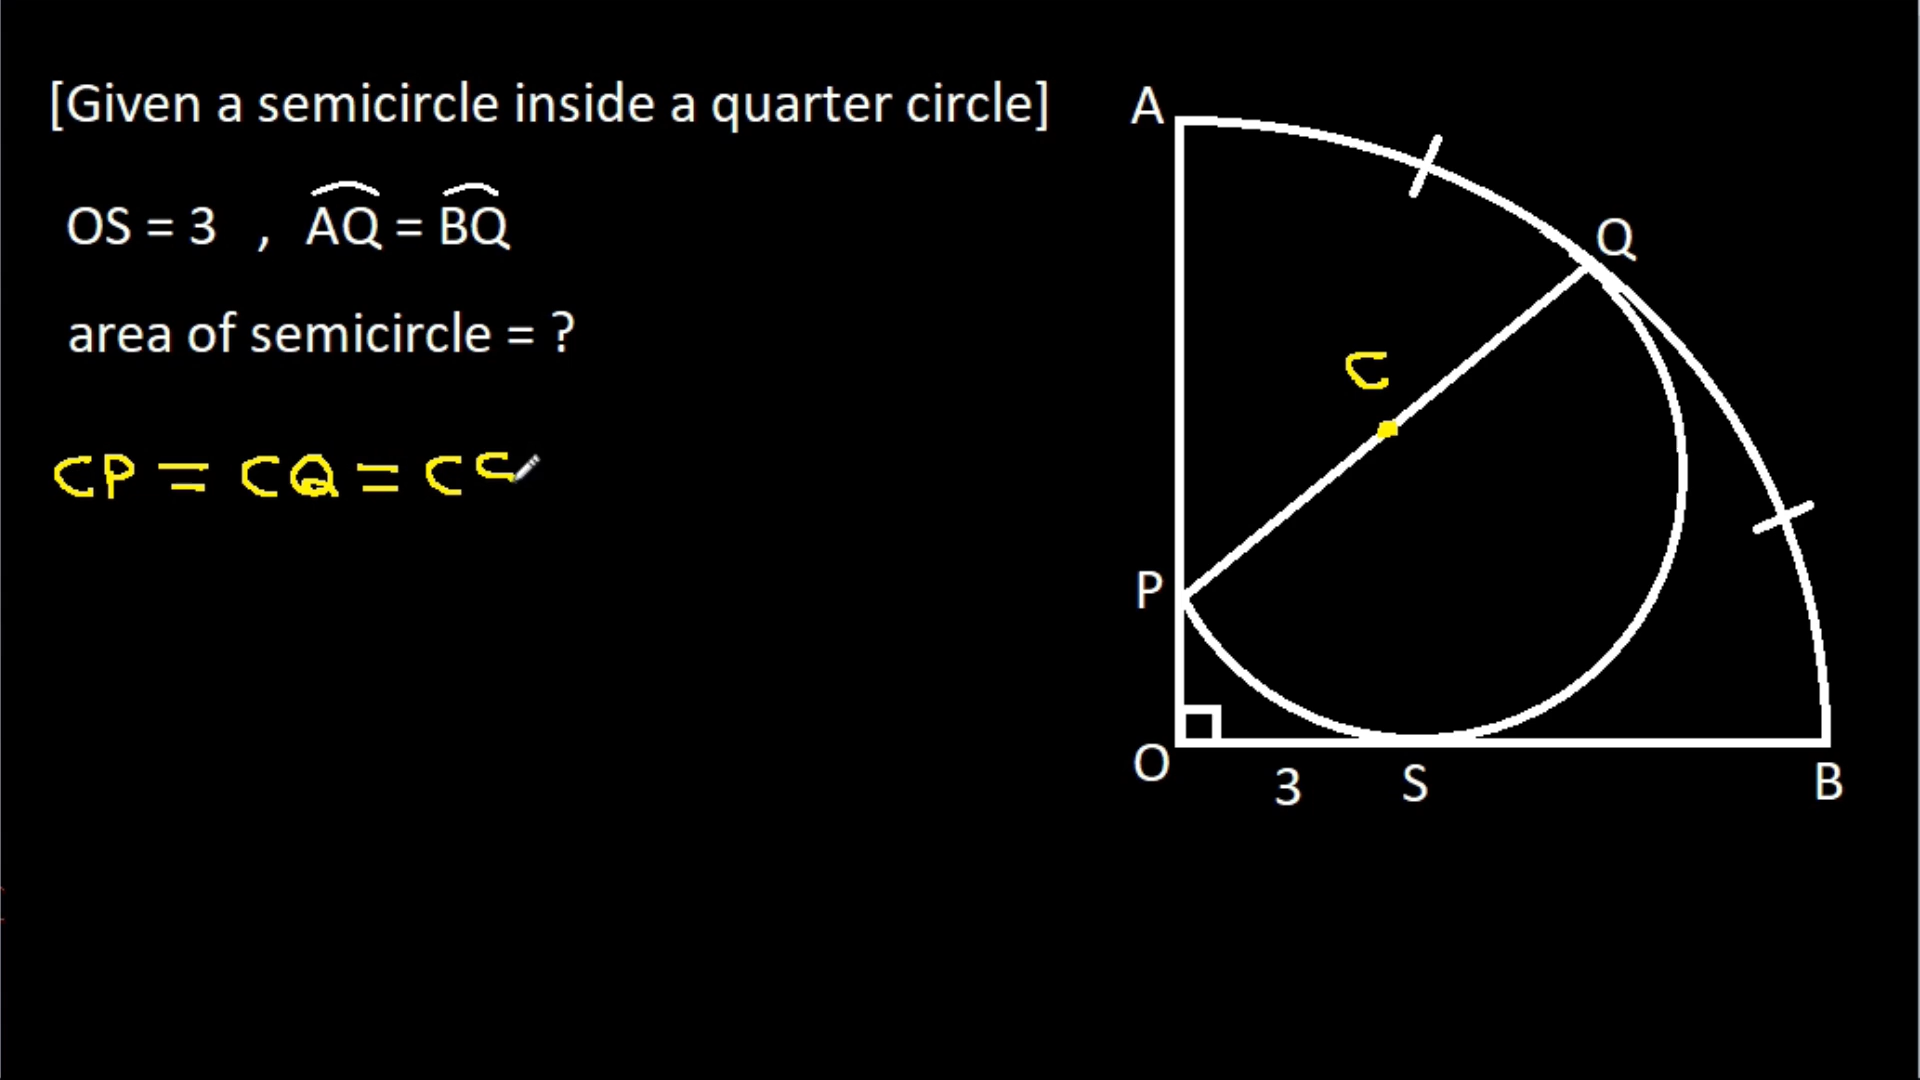 [Given a semicircle inside a quarter circle]
OS = 3 , AQ = BQ
area of semicircle = ?
CP = CQ = CS
A
Q
C
P
O
3
S
B